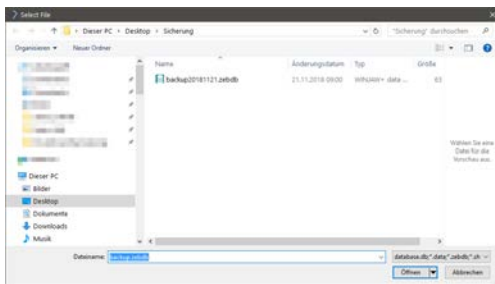 Select File
Dieser PC > Desktop > Sicherung
"Sicherung" durchsuchen
Organisieren Neuer Ordner
Name Änderungsdatum Typ Größe
backup20181121.zebdb 21.11.2018 09:00 data ... 63
Wählen Sie eine
Datei für die
Vorschau aus.
Dieser PC
Bilder
Desktop
Dokumente
Downloads
Musik
Dateiname:
Öffnen Abbrechen